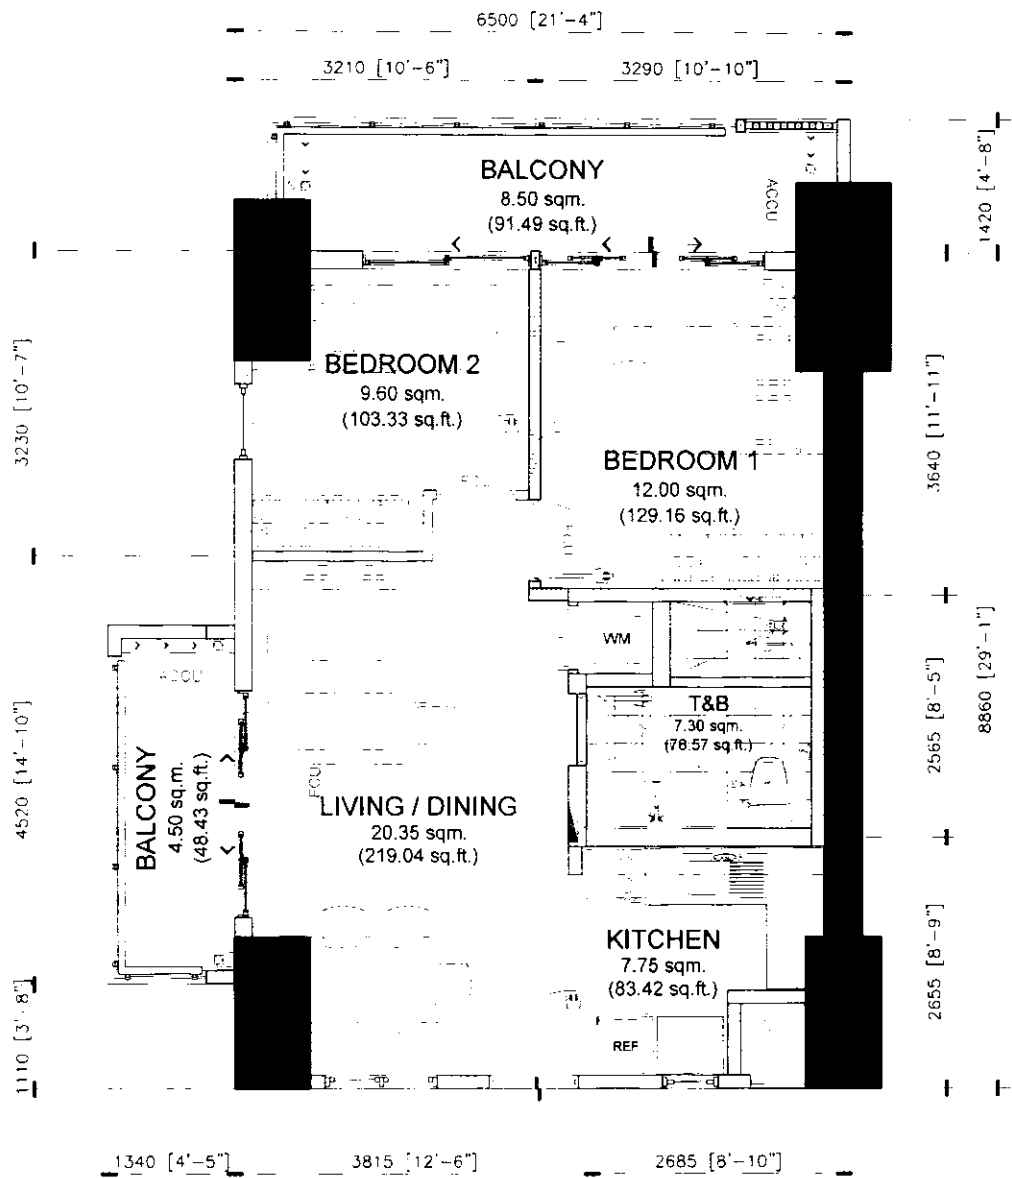 6500 [21'-4"]
3210 [10'-6"]
3290 [10'-10"]
BALCONY
8.50 sqm.
(91.49 sq.ft.)
ACCU
1420 [4'-8"]
3230 [10'-7"]
BEDROOM 2
9.60 sqm.
(103.33 sq.ft.)
BEDROOM 1
12.00 sqm.
(129.16 sq.ft.)
3640 [11'-11"]
WM
ACCU
T&B
7.30 sqm.
(78.57 sq.ft.)
2565 [8'-5"]
8860 [29'-1"]
4520 [14'-10"]
BALCONY
4.50 sq.m.
(48.43 sq.ft.)
FCU
LIVING / DINING
20.35 sqm.
(219.04 sq.ft.)
KITCHEN
7.75 sqm.
(83.42 sq.ft.)
REF
2655 [8'-9"]
1110 [3'-8"]
1340 [4'-5"]
3815 [12'-6"]
2685 [8'-10"]